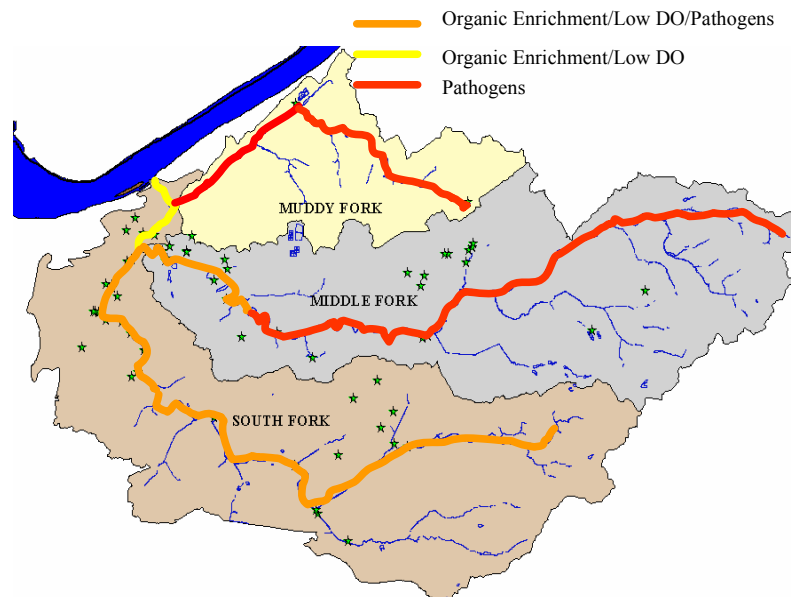 Organic Enrichment/Low DO/Pathogens
Organic Enrichment/Low DO
Pathogens
MUDDY FORK
MIDDLE FORK
SOUTH FORK